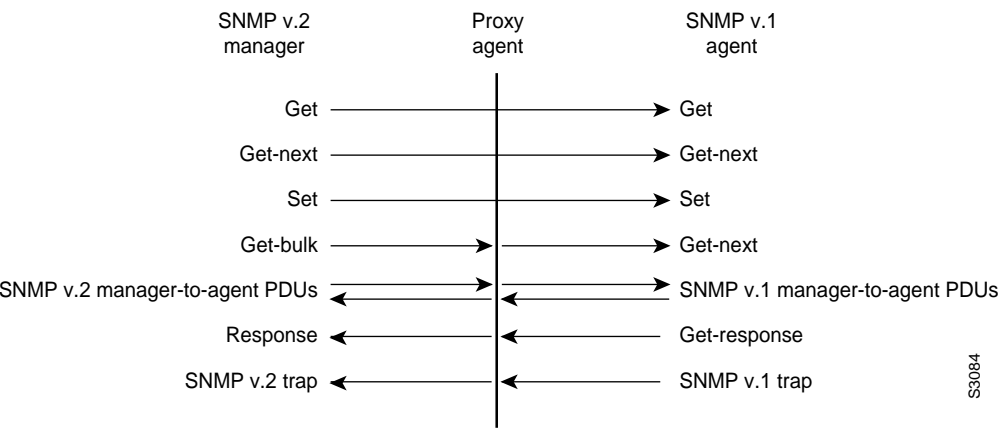 SNMP v.2 manager
Proxy agent
SNMP v.1 agent
Get
Get
Get-next
Get-next
Set
Set
Get-bulk
Get-next
SNMP v.2 manager-to-agent PDUs
SNMP v.1 manager-to-agent PDUs
Response
Get-response
SNMP v.2 trap
SNMP v.1 trap
S3084